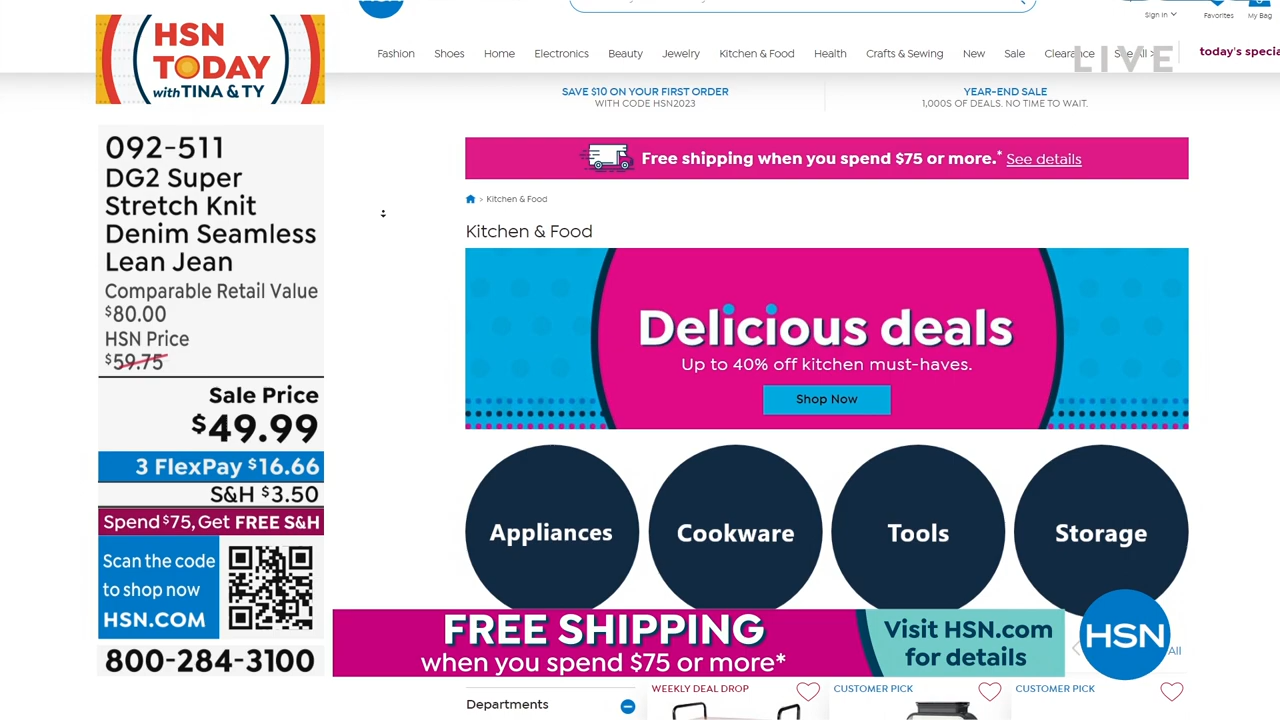 HSN
TODAY
with TINA & TY
092-511
DG2 Super
Stretch Knit
Denim Seamless
Lean Jean
Comparable Retail Value
$80.00
HSN Price
$59.75
Sale Price
$49.99
3 FlexPay $16.66
S&H $3.50
Spend $75, Get FREE S&H
Scan the code
to shop now
HSN.COM
800-284-3100
Sign In
Favorites
My Bag
Fashion Shoes Home Electronics Beauty Jewelry Kitchen & Food Health Crafts & Sewing New Sale Clearance See All >
LIVE
today's specia
SAVE $10 ON YOUR FIRST ORDER
WITH CODE HSN2023
YEAR-END SALE
1,000S OF DEALS. NO TIME TO WAIT.
Free shipping when you spend $75 or more.* See details
> Kitchen & Food
Kitchen & Food
Delicious deals
Up to 40% off kitchen must-haves.
Shop Now
Appliances
Cookware
Tools
Storage
FREE SHIPPING
when you spend $75 or more*
Visit HSN.com
for details
HSN
All
Departments
WEEKLY DEAL DROP
CUSTOMER PICK
CUSTOMER PICK